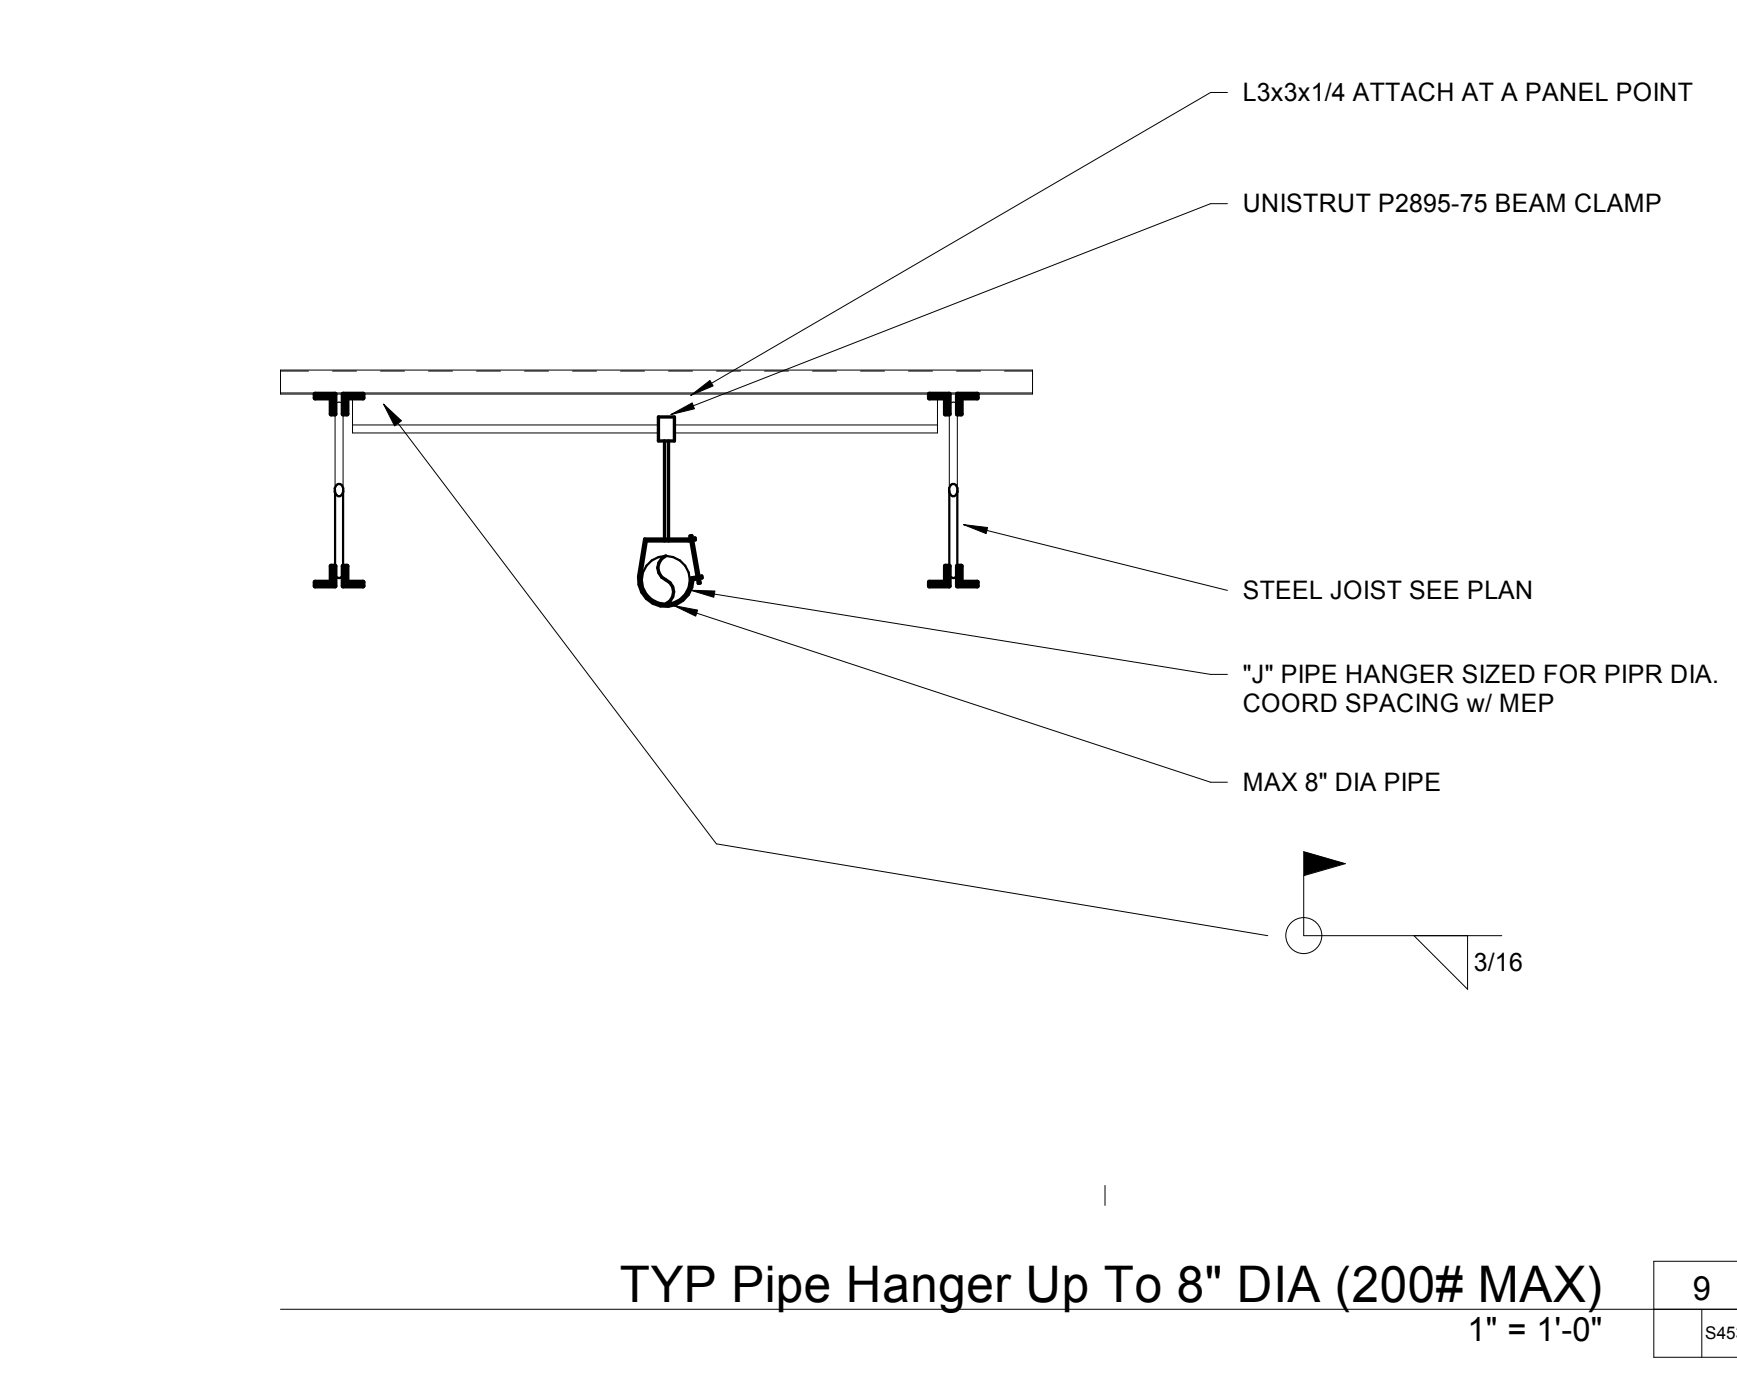 L3x3x1/4 ATTACH AT A PANEL POINT
UNISTRUT P2895-75 BEAM CLAMP
STEEL JOIST SEE PLAN
"J" PIPE HANGER SIZED FOR PIPR DIA.
COORD SPACING w/ MEP
MAX 8" DIA PIPE
3/16
TYP Pipe Hanger Up To 8" DIA (200# MAX)
1" = 1'-0"
9